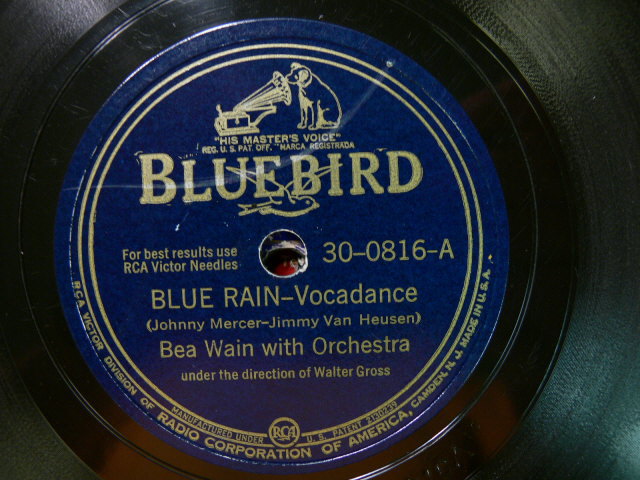 "HIS MASTER'S VOICE"
REG. U. S. PAT. OFF. MARCA REGISTRADA
BLUEBIRD
For best results use
RCA Victor Needles
30-0816-A
BLUE RAIN-Vocadance
(Johnny Mercer-Jimmy Van Heusen)
Bea Wain with Orchestra
under the direction of Walter Gross
MANUFACTURED UNDER RCA U. S. PATENT 2130239
RCA VICTOR DIVISION OF RADIO CORPORATION OF AMERICA, CAMDEN, N. J. MADE IN U. S. A.